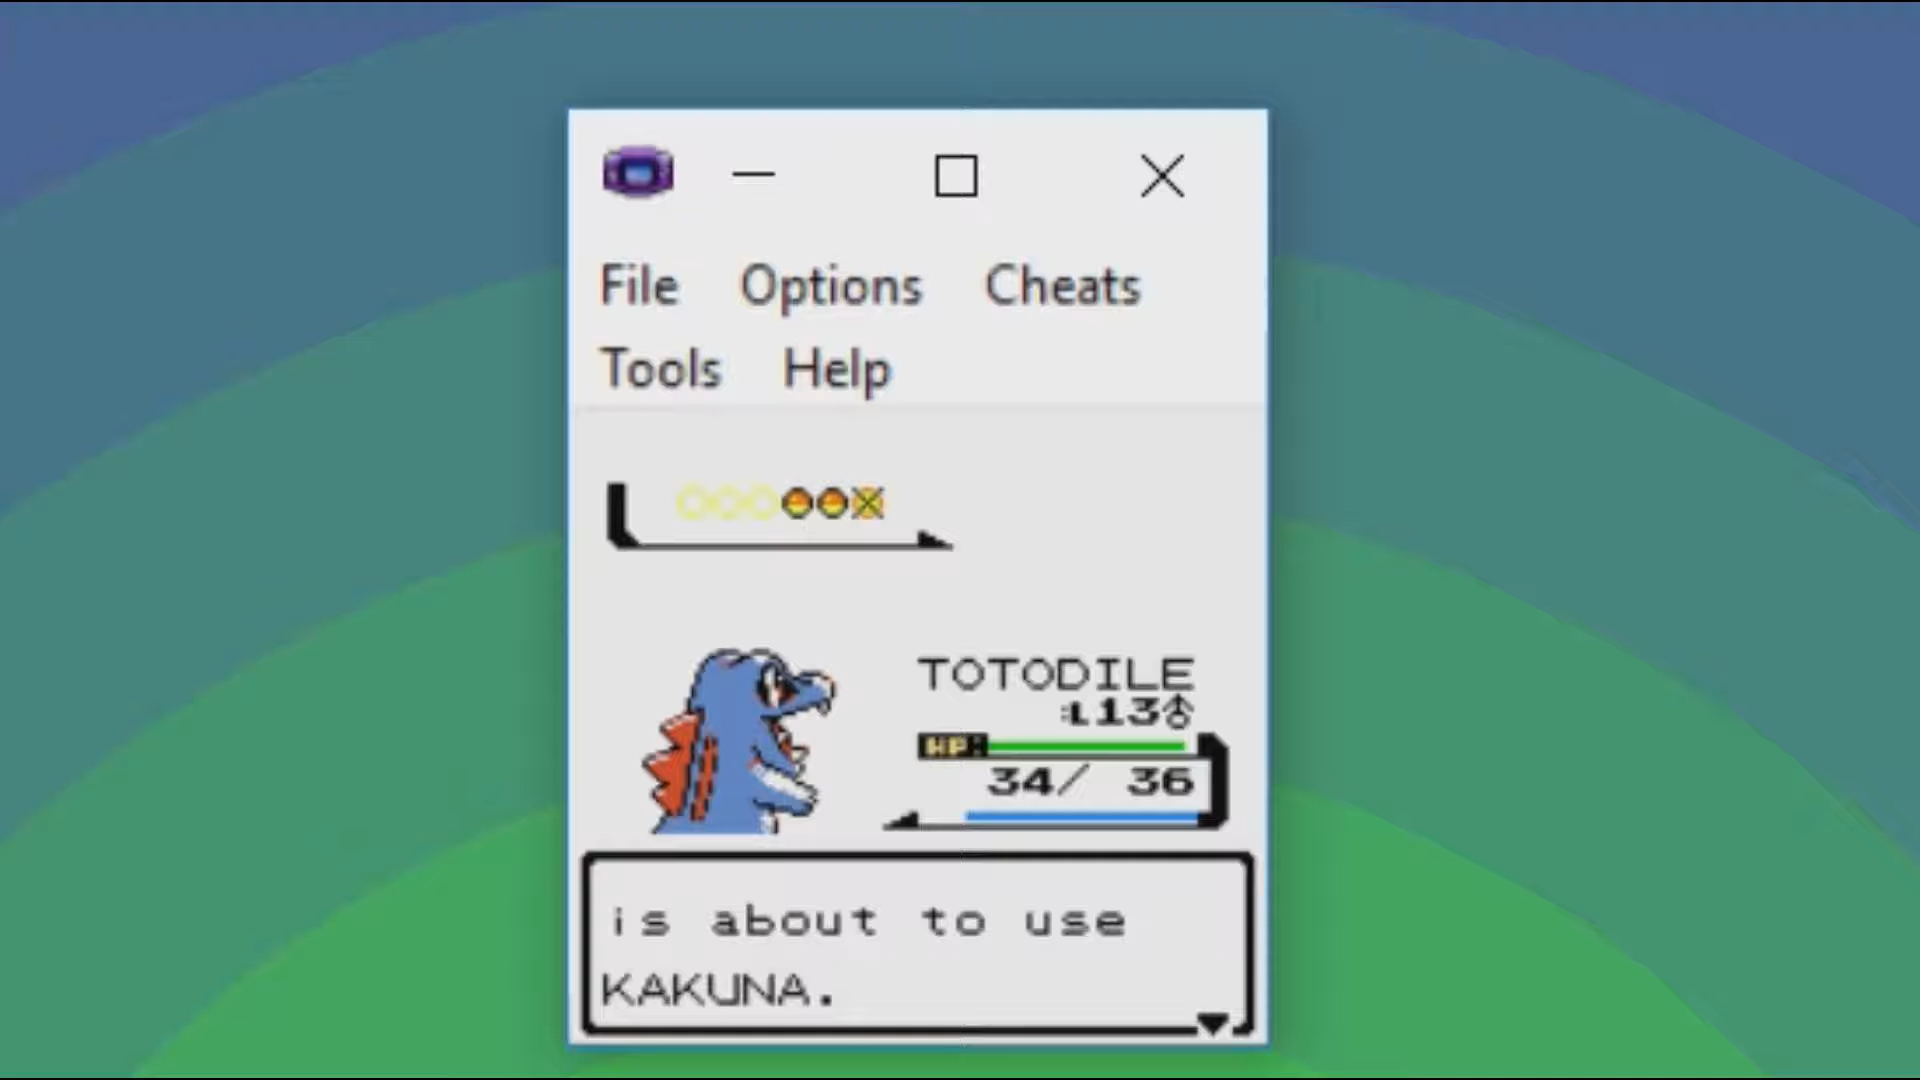 File Options Cheats
Tools Help
TOTODILE
:L13♂
HP
34/ 36
is about to use
KAKUNA.